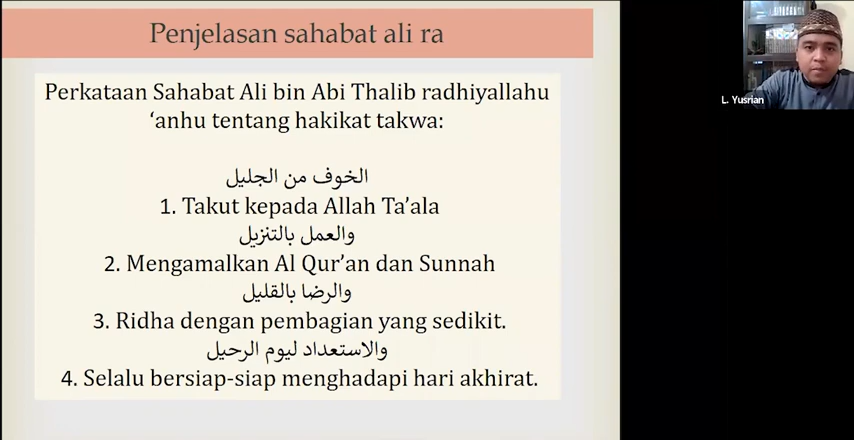 Penjelasan sahabat ali ra
L. Yusrian
Perkataan Sahabat Ali bin Abi Thalib radhiyallahu
‘anhu tentang hakikat takwa:
الخوف من الجليل
1. Takut kepada Allah Ta’ala
والعمل بالتنزيل
2. Mengamalkan Al Qur’an dan Sunnah
والرضا بالقليل
3. Ridha dengan pembagian yang sedikit.
والاستعداد ليوم الرحيل
4. Selalu bersiap-siap menghadapi hari akhirat.